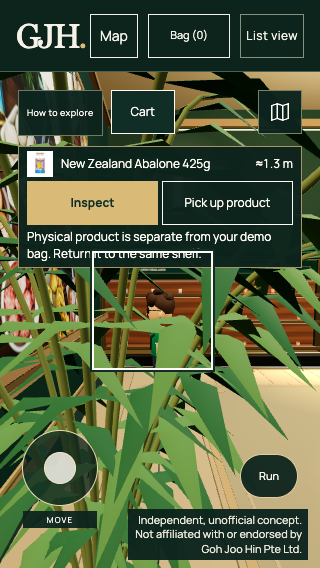 GJH.
Map
Bag (0)
List view
How to explore
Cart
New Zealand Abalone 425g
≈1.3 m
Inspect
Pick up product
Physical product is separate from your demo
bag. Return it to the same shelf.
MOVE
Run
Independent, unofficial concept.
Not affiliated with or endorsed by
Goh Joo Hin Pte Ltd.